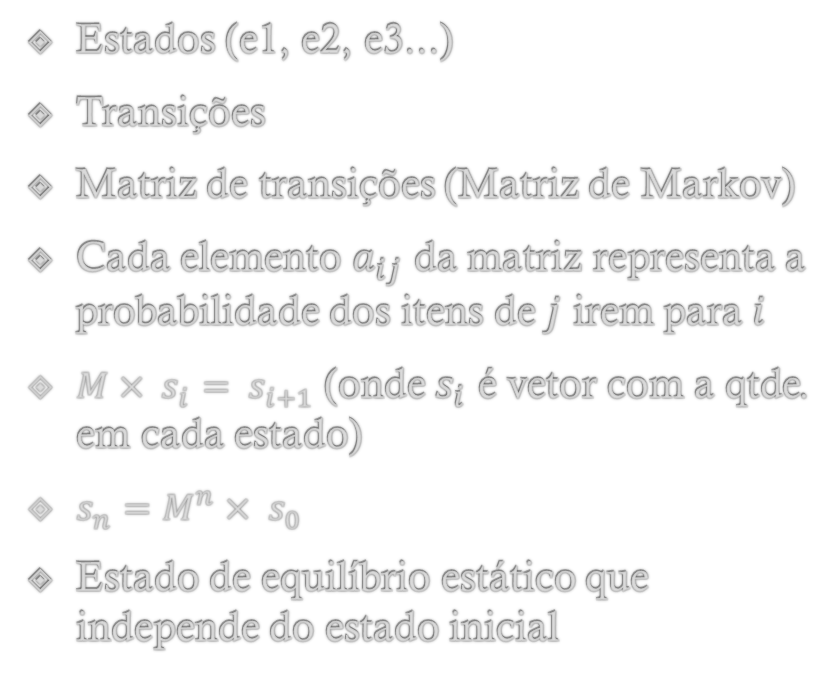 Estados (e1, e2, e3...)
Transições
Matriz de transições (Matriz de Markov)
Cada elemento a_{ij} da matriz representa a
probabilidade dos itens de j irem para i
M × s_i = s_{i+1} (onde s_i é vetor com a qtde.
em cada estado)
s_n = M^n × s_0
Estado de equilíbrio estático que
independe do estado inicial